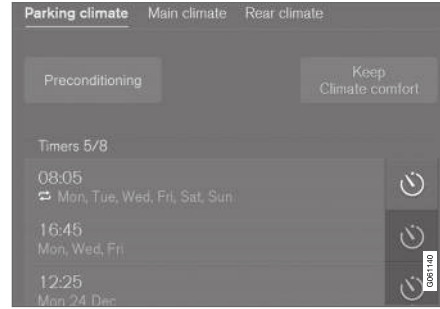 Parking climate Main climate Rear climate
Preconditioning
Keep
Climate comfort
Timers 5/8
08:05
Mon, Tue, Wed, Fri, Sat, Sun
16:45
Mon, Wed, Fri
12:25
Mon 24 Dec
G061140